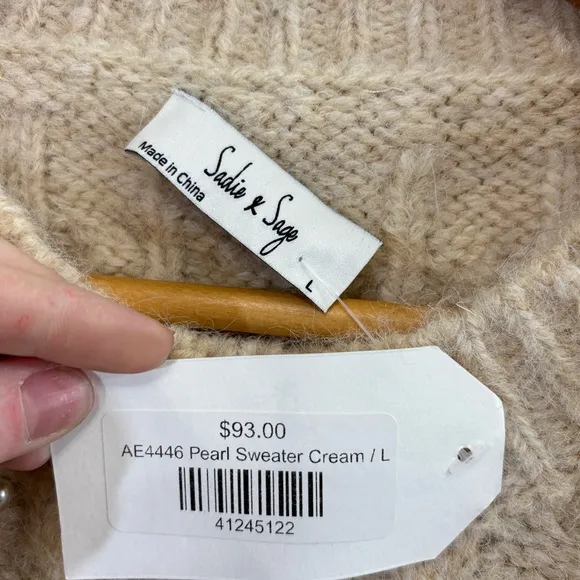 Made in China
Sadie & Sage
L
$93.00
AE4446 Pearl Sweater Cream / L
41245122